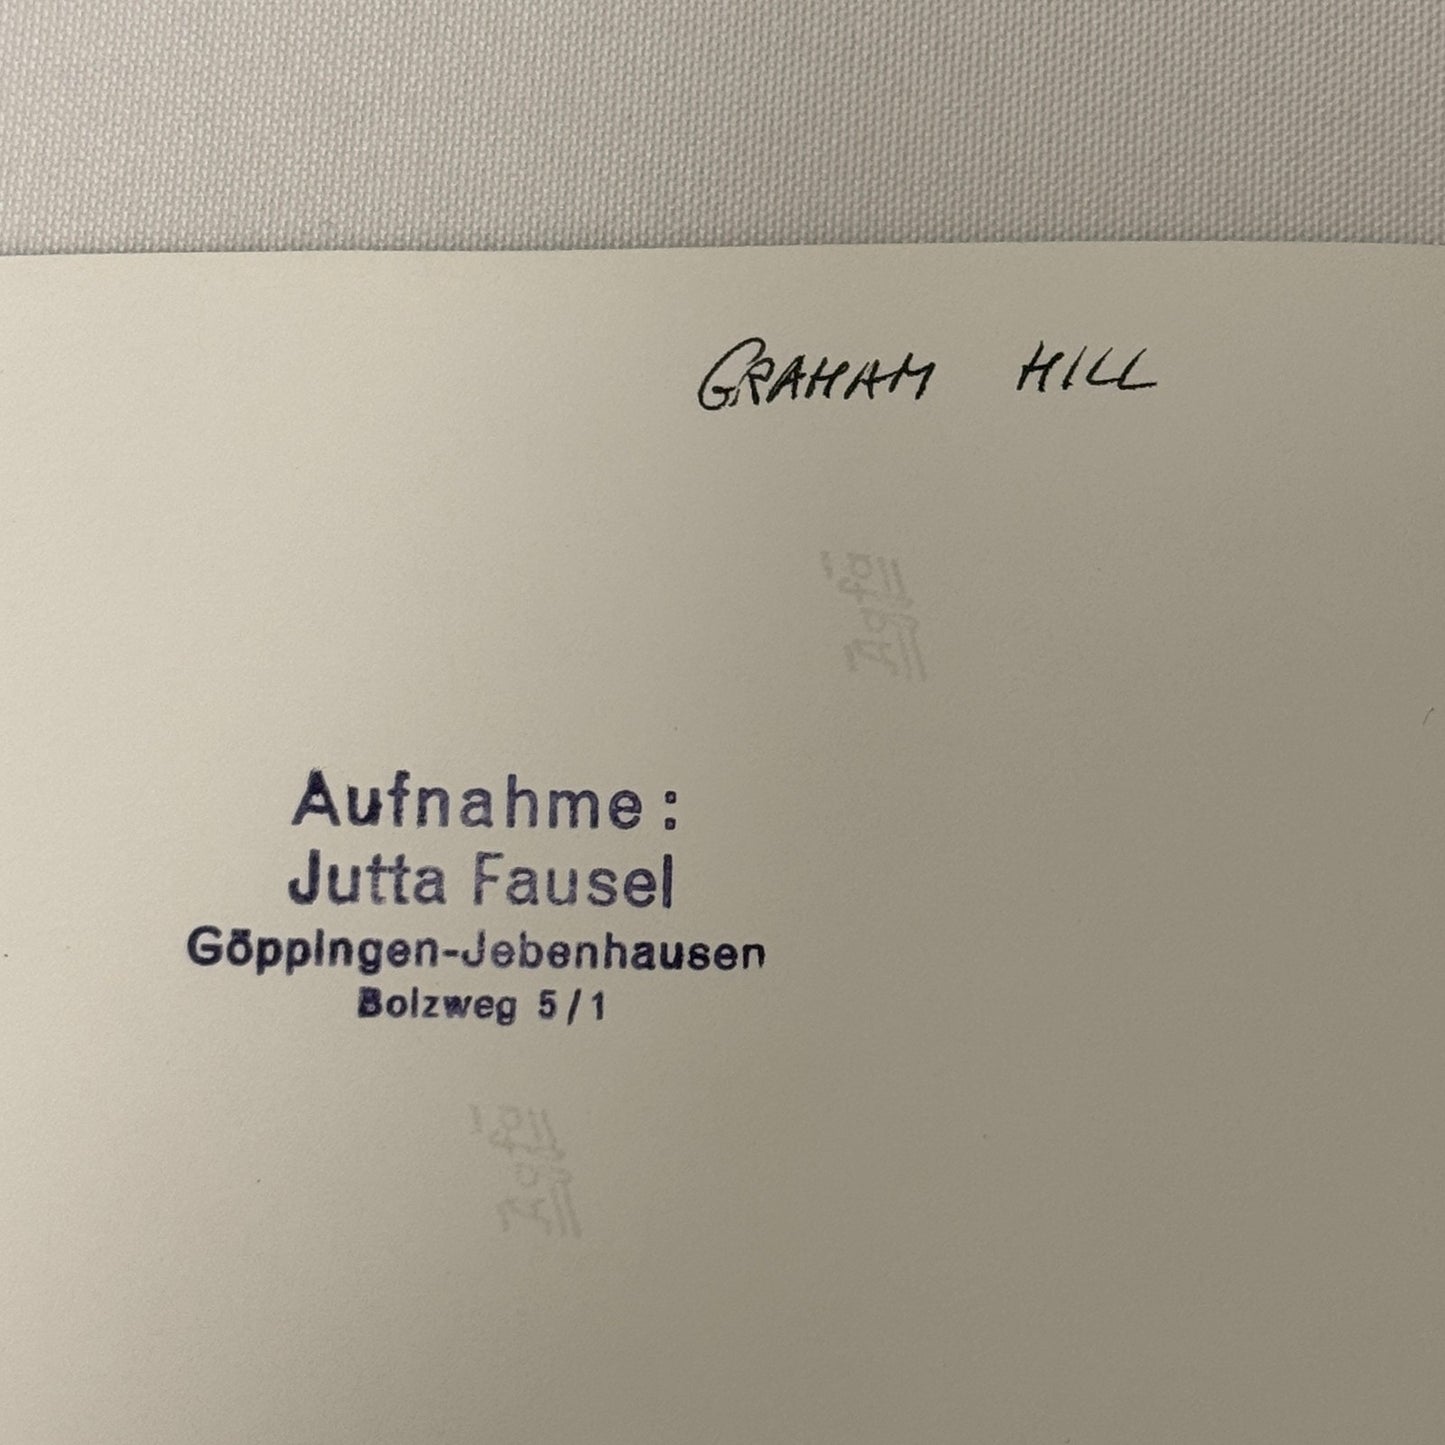 GRAHAM HILL
Aufnahme:
Jutta Fausel
Göppingen-Jebenhausen
Bolzweg 5/1